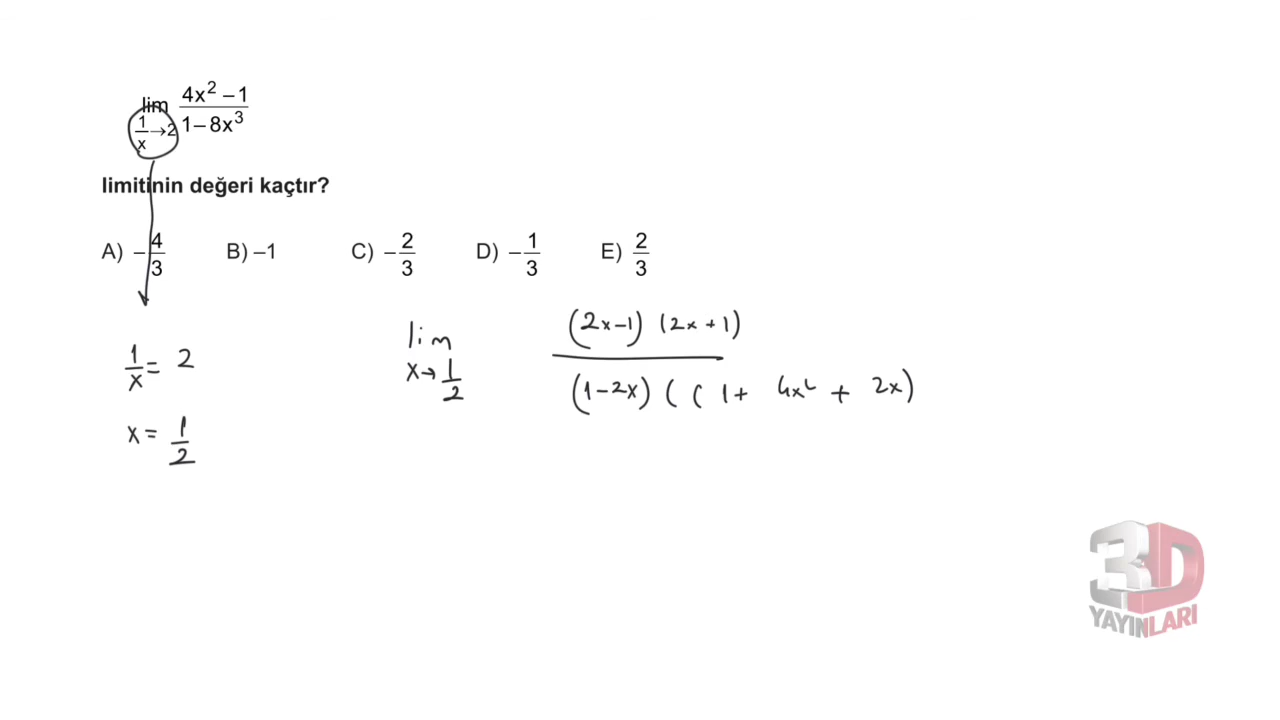 lim 4x² – 1
1/x → 2 1 – 8x³
limitinin değeri kaçtır?
A) – 4/3 B) –1 C) – 2/3 D) – 1/3 E) 2/3
lim (2x–1) (2x+1)
x→ 1/2 (1–2x) ( ( 1+ 4x² + 2x)
1/x = 2
x = 1/2
3D
YAYINLARI